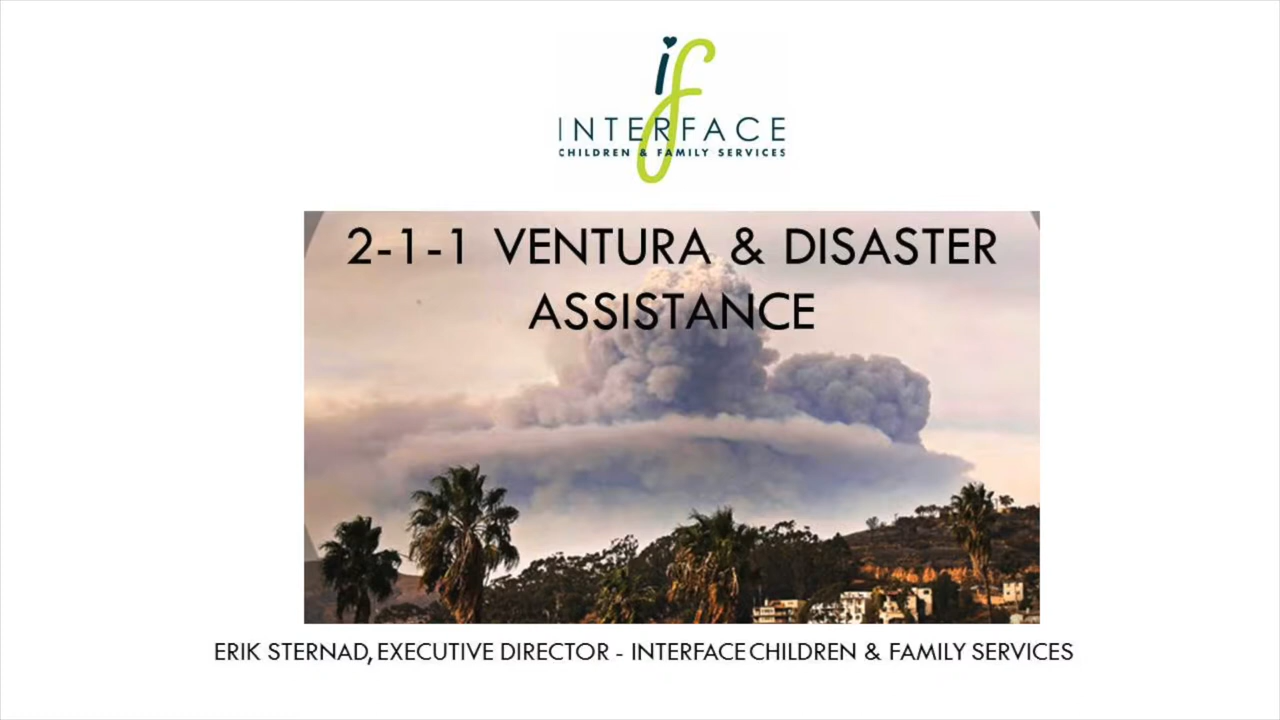 if
INTERFACE
CHILDREN & FAMILY SERVICES
2-1-1 VENTURA & DISASTER
ASSISTANCE
ERIK STERNAD, EXECUTIVE DIRECTOR - INTERFACE CHILDREN & FAMILY SERVICES